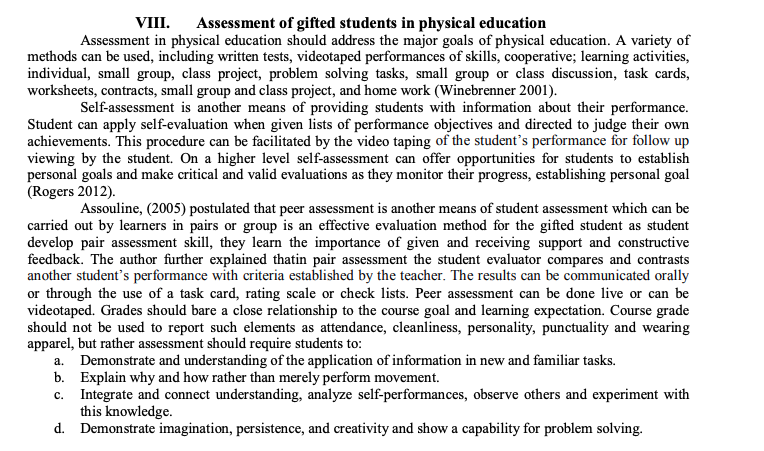 VIII. Assessment of gifted students in physical education
Assessment in physical education should address the major goals of physical education. A variety of
methods can be used, including written tests, videotaped performances of skills, cooperative; learning activities,
individual, small group, class project, problem solving tasks, small group or class discussion, task cards,
worksheets, contracts, small group and class project, and home work (Winebrenner 2001).
Self-assessment is another means of providing students with information about their performance.
Student can apply self-evaluation when given lists of performance objectives and directed to judge their own
achievements. This procedure can be facilitated by the video taping of the student's performance for follow up
viewing by the student. On a higher level self-assessment can offer opportunities for students to establish
personal goals and make critical and valid evaluations as they monitor their progress, establishing personal goal
(Rogers 2012).
Assouline, (2005) postulated that peer assessment is another means of student assessment which can be
carried out by learners in pairs or group is an effective evaluation method for the gifted student as student
develop pair assessment skill, they learn the importance of given and receiving support and constructive
feedback. The author further explained thatin pair assessment the student evaluator compares and contrasts
another student's performance with criteria established by the teacher. The results can be communicated orally
or through the use of a task card, rating scale or check lists. Peer assessment can be done live or can be
videotaped. Grades should bare a close relationship to the course goal and learning expectation. Course grade
should not be used to report such elements as attendance, cleanliness, personality, punctuality and wearing
apparel, but rather assessment should require students to:
a. Demonstrate and understanding of the application of information in new and familiar tasks.
b. Explain why and how rather than merely perform movement.
c. Integrate and connect understanding, analyze self-performances, observe others and experiment with
this knowledge.
d. Demonstrate imagination, persistence, and creativity and show a capability for problem solving.